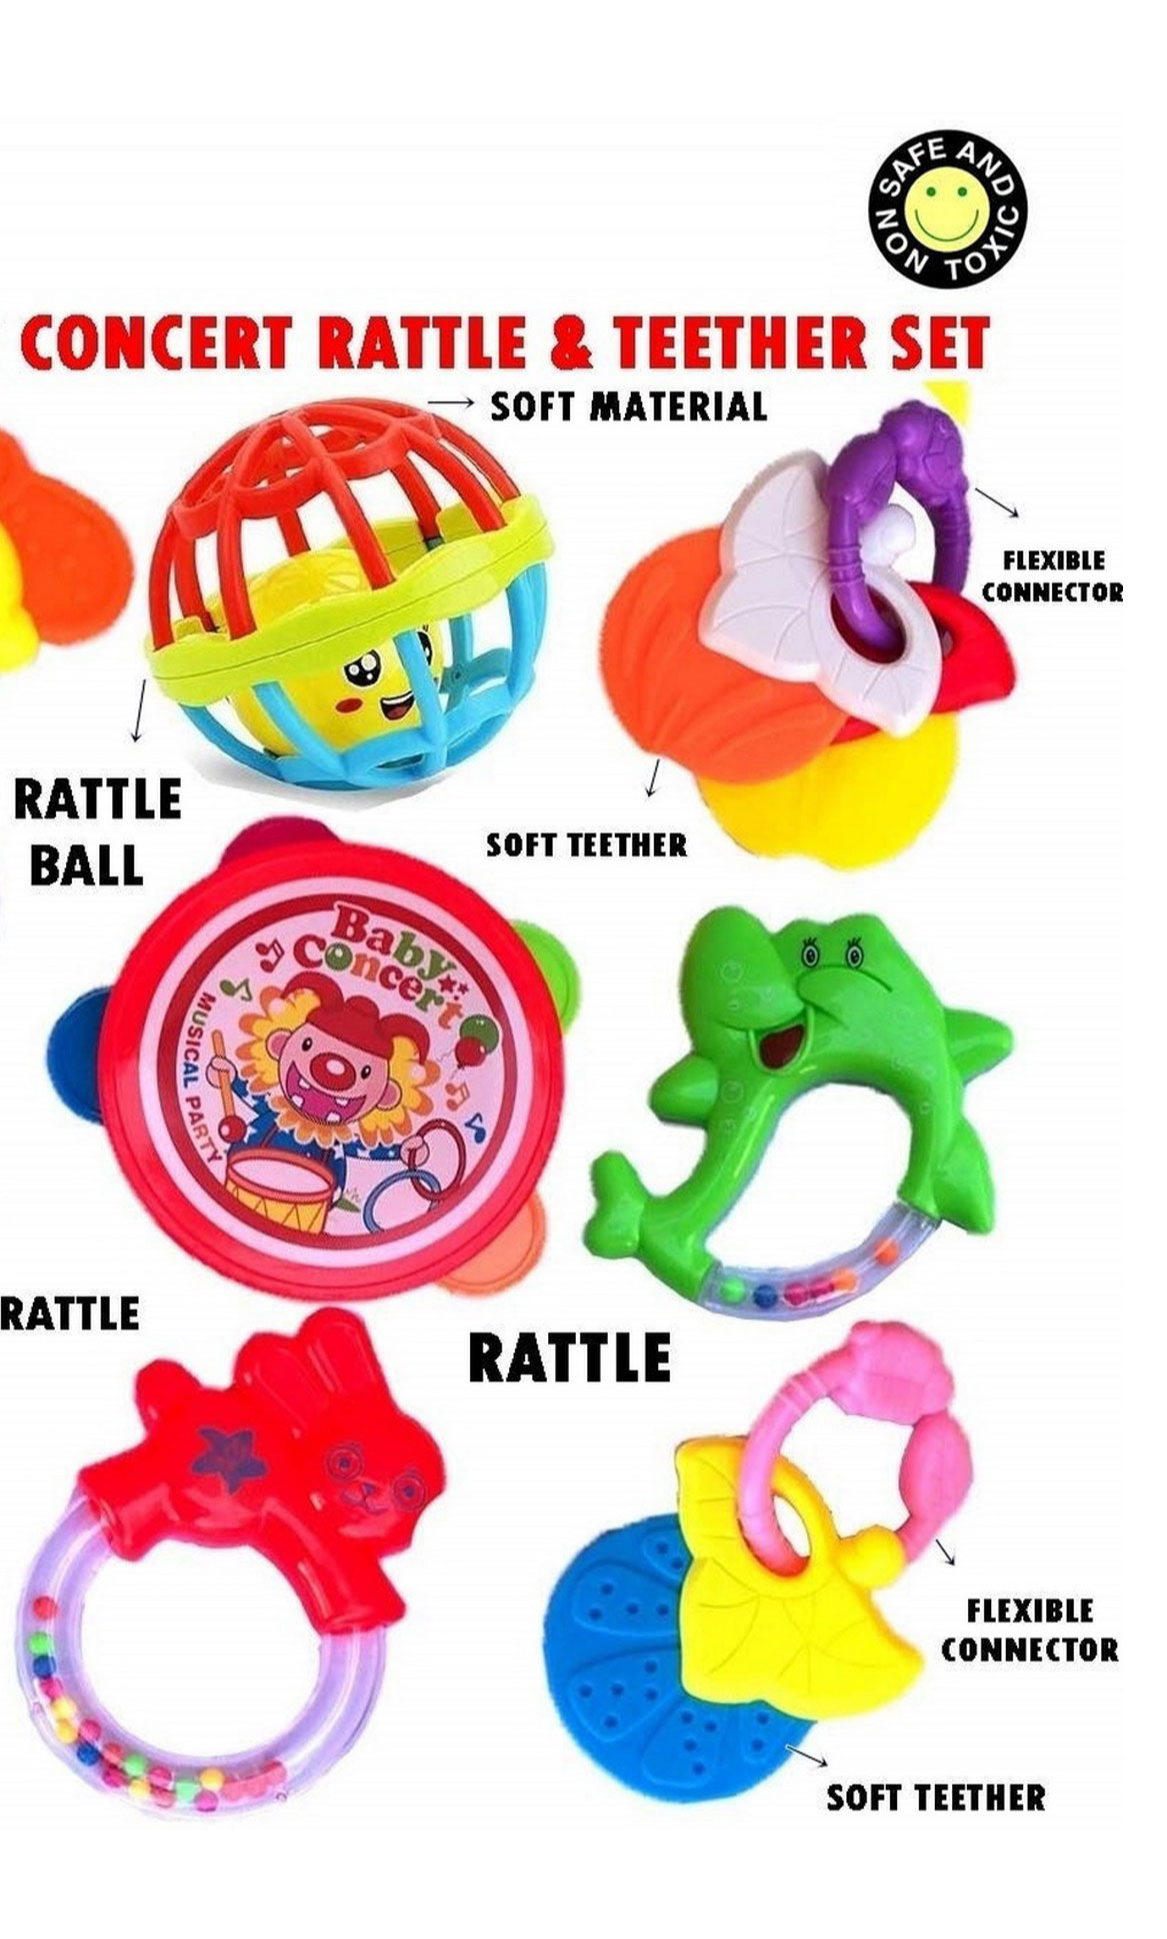 SAFE AND
NON TOXIC
CONCERT RATTLE & TEETHER SET
SOFT MATERIAL
FLEXIBLE
CONNECTOR
RATTLE
BALL
SOFT TEETHER
Baby
Concert
MUSICAL PARTY
RATTLE
RATTLE
FLEXIBLE
CONNECTOR
SOFT TEETHER